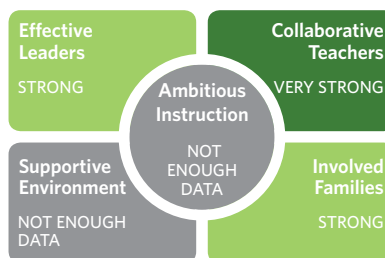 Effective
Leaders
STRONG
Collaborative
Teachers
VERY STRONG
Ambitious
Instruction
NOT
ENOUGH
DATA
Supportive
Environment
NOT ENOUGH
DATA
Involved
Families
STRONG